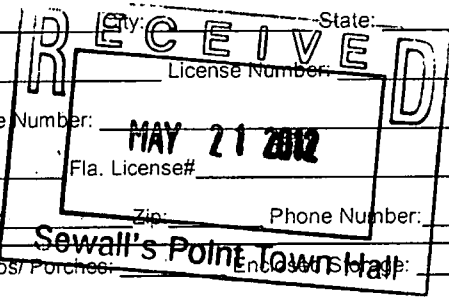 City: State:
RECEIVED
License Number:
e Number:
MAY 21 2012
Fla. License#
Zip: Phone Number:
Sewall's Point Town Hall
os/ Porches: Enclosed Storage: